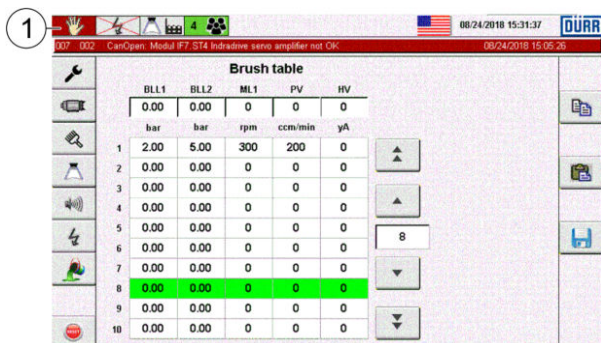 1
4 08/24/2018 15:31:37 DÜRR
007 002 CanOpen: Modul IF7.ST4 Indradrive servo amplifier not OK 08/24/2018 15:05:26
Brush table
BLL1 BLL2 ML1 PV HV
0.00 0.00 0 0 0
bar bar rpm ccm/min yA
1 2.00 5.00 300 200 0
2 0.00 0.00 0 0 0
3 0.00 0.00 0 0 0
4 0.00 0.00 0 0 0
5 0.00 0.00 0 0 0
8
6 0.00 0.00 0 0 0
7 0.00 0.00 0 0 0
8 0.00 0.00 0 0 0
9 0.00 0.00 0 0 0
10 0.00 0.00 0 0 0